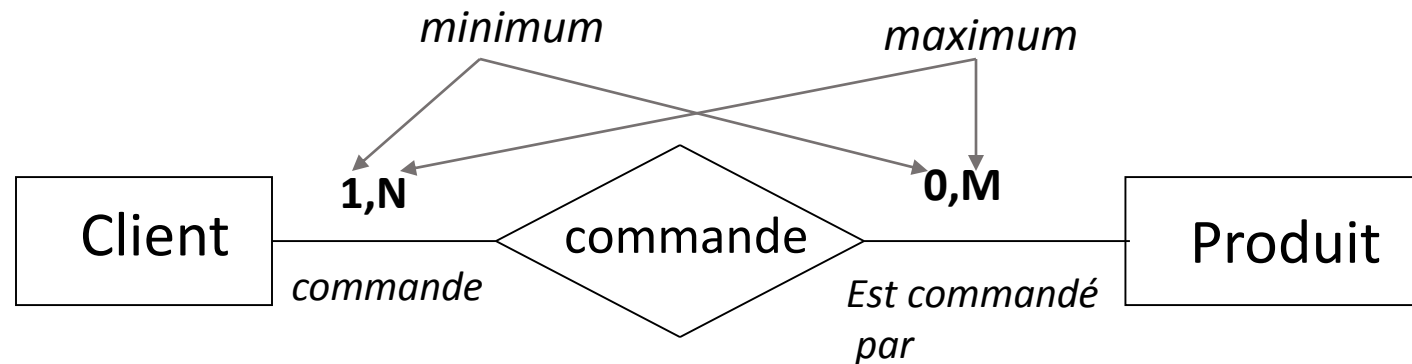 minimum
maximum
1,N
0,M
Client
commande
Produit
commande
Est commandé
par